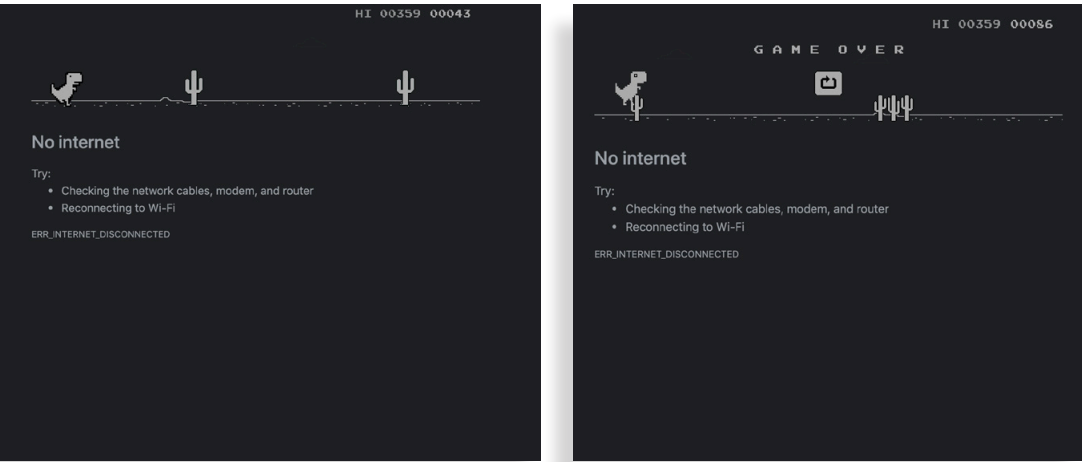 HI 00359 00043
No internet
Try:
• Checking the network cables, modem, and router
• Reconnecting to Wi-Fi
ERR_INTERNET_DISCONNECTED
HI 00359 00086
GAME OVER
No internet
Try:
• Checking the network cables, modem, and router
• Reconnecting to Wi-Fi
ERR_INTERNET_DISCONNECTED